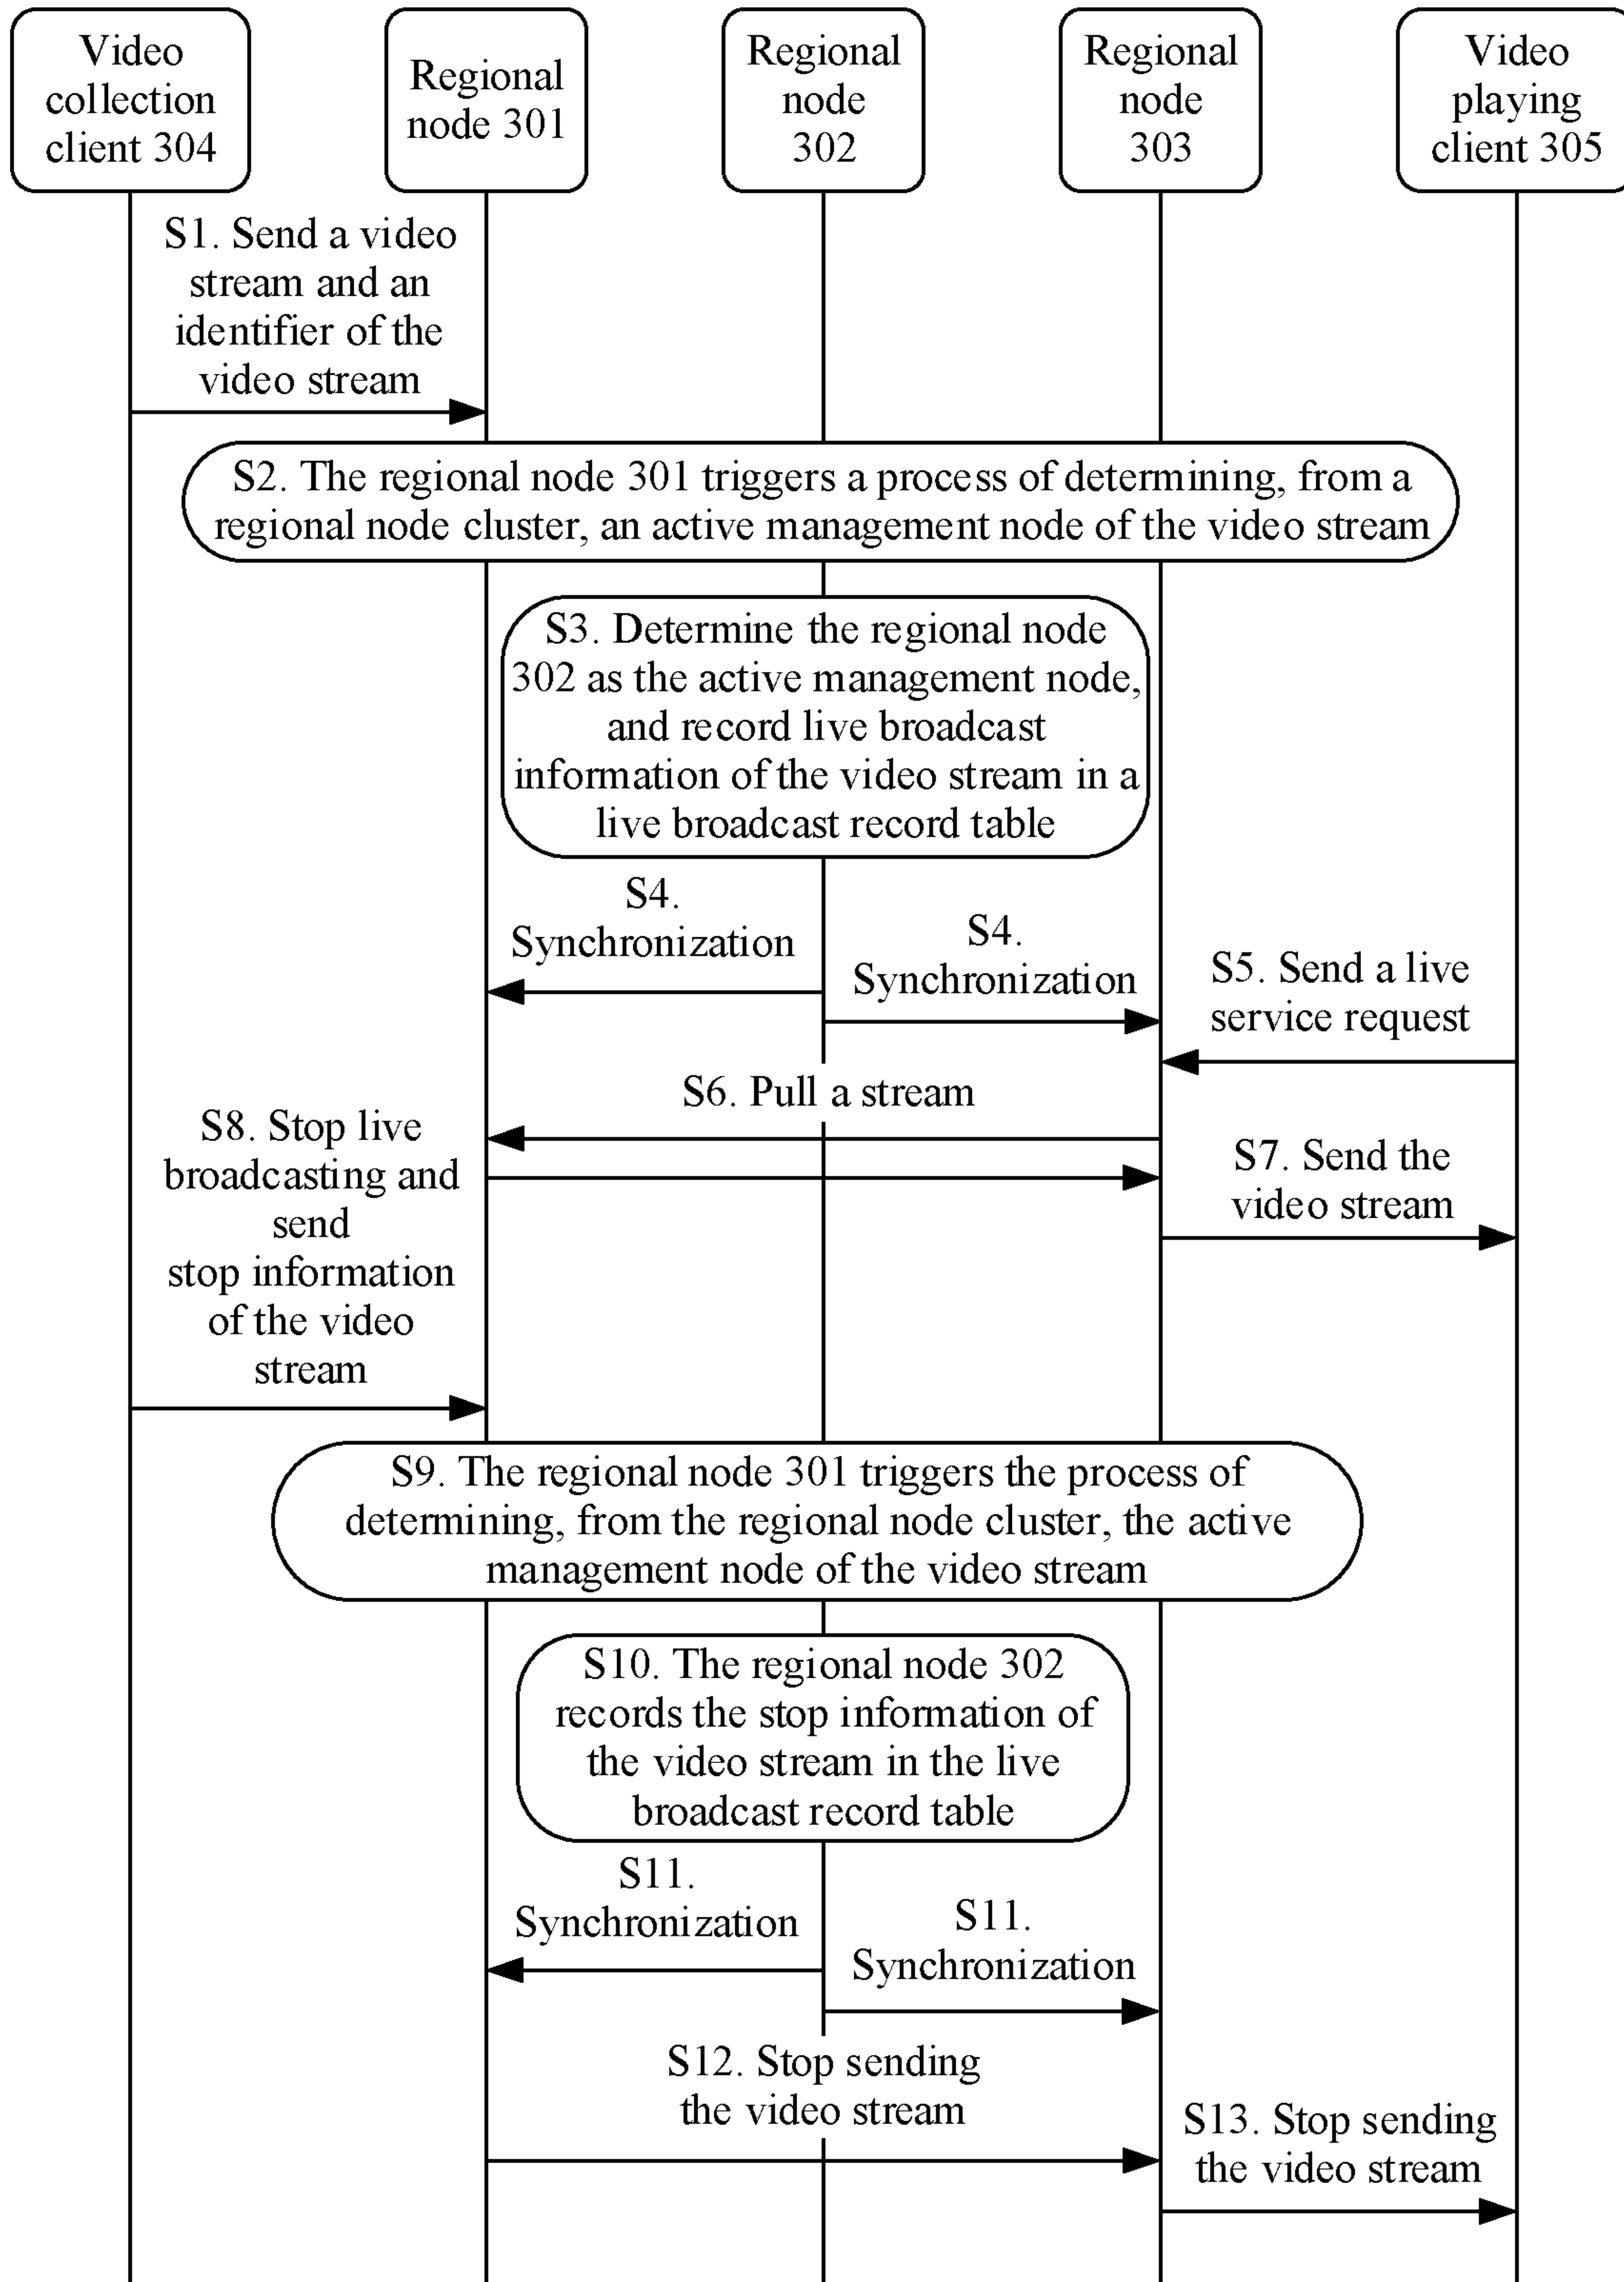 Video
collection
client 304
Regional
node 301
Regional
node
302
Regional
node
303
Video
playing
client 305
S1. Send a video
stream and an
identifier of the
video stream
S2. The regional node 301 triggers a process of determining, from a
regional node cluster, an active management node of the video stream
S3. Determine the regional node
302 as the active management node,
and record live broadcast
information of the video stream in a
live broadcast record table
S4.
Synchronization
S4.
Synchronization
S5. Send a live
service request
S6. Pull a stream
S7. Send the
video stream
S8. Stop live
broadcasting and
send
stop information
of the video
stream
S9. The regional node 301 triggers the process of
determining, from the regional node cluster, the active
management node of the video stream
S10. The regional node 302
records the stop information of
the video stream in the live
broadcast record table
S11.
Synchronization
S11.
Synchronization
S12. Stop sending
the video stream
S13. Stop sending
the video stream